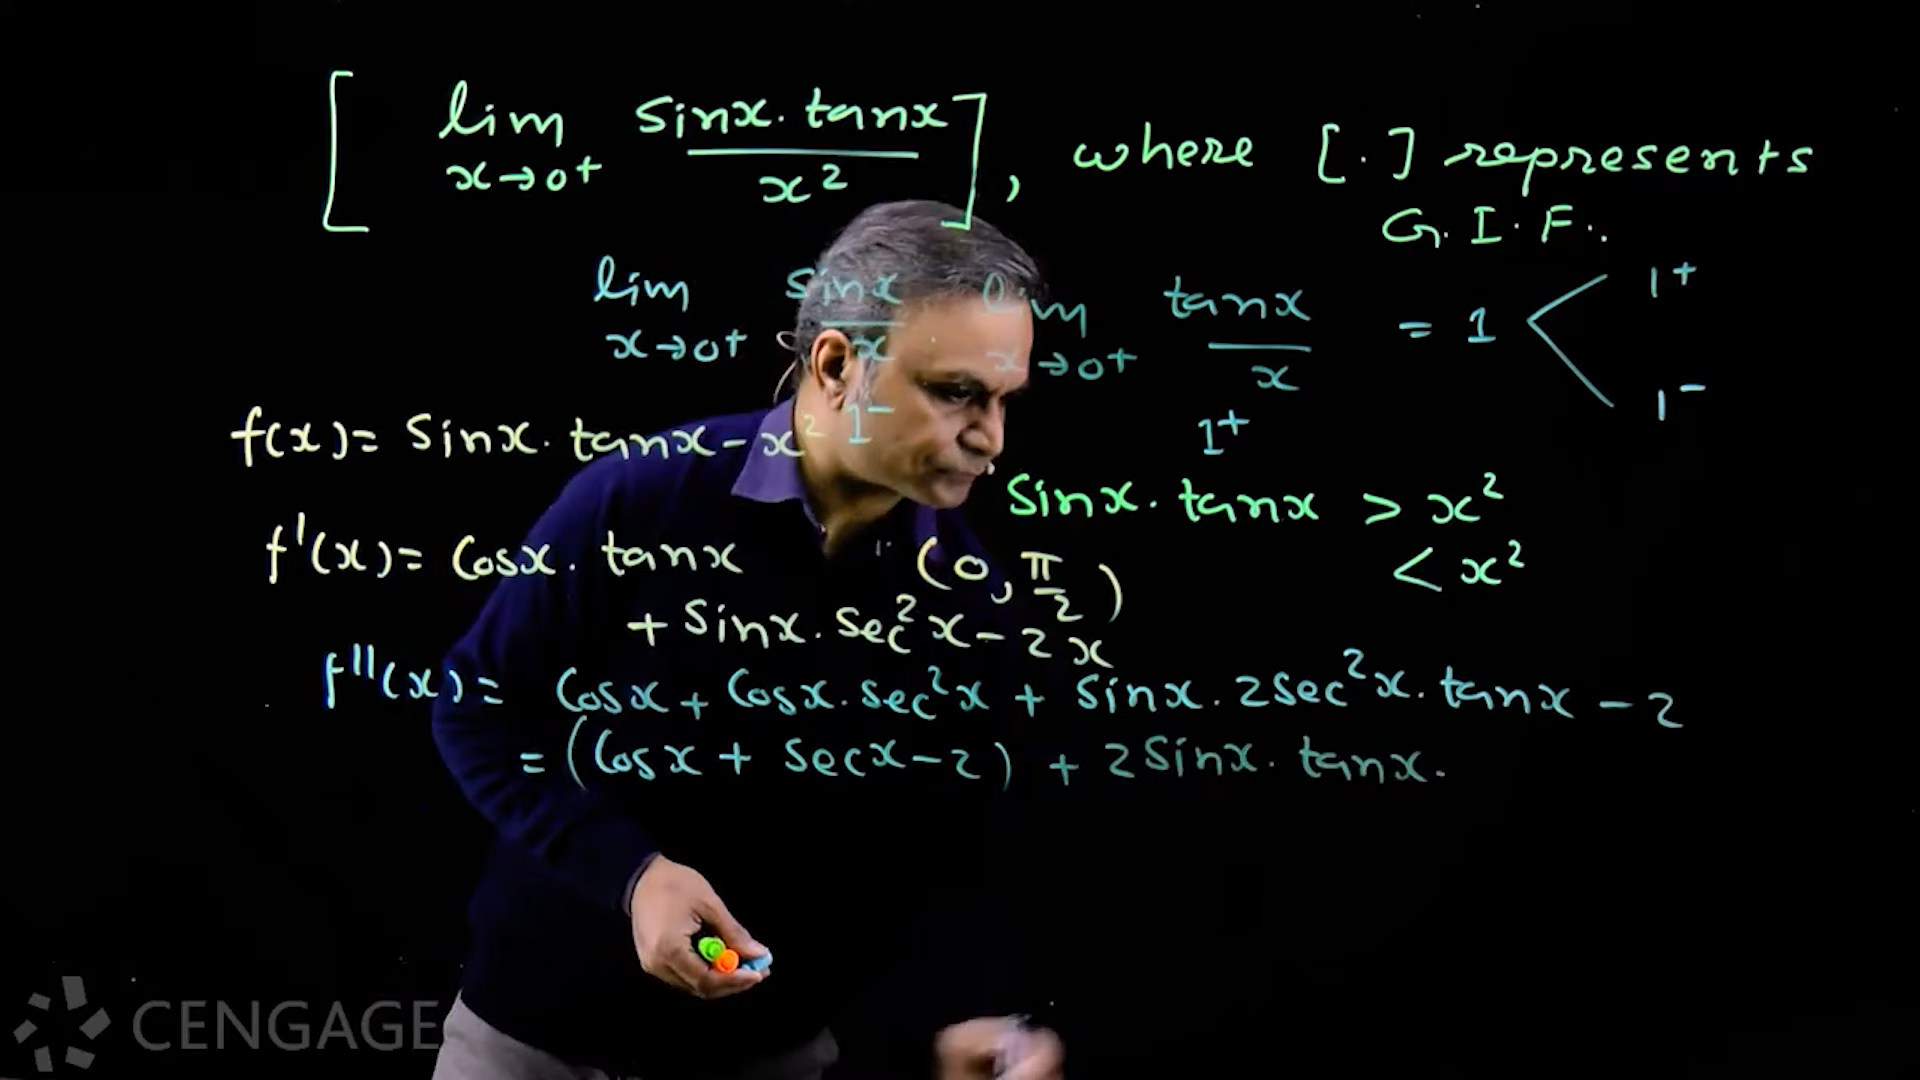 [ lim x→0+ sinx·tanx / x² ], where [.] represents
G.I.F.
lim x→0+ sinx / x lim x→0+ tanx / x = 1 < 1+
1-
1- 1+
f(x) = sinx·tanx - x²
sinx·tanx > x²
< x²
f'(x) = cosx·tanx (0, π/2)
+ sinx·sec²x - 2x
f''(x) = cosx + cosx·sec²x + sinx·2sec²x·tanx - 2
= (cosx + secx - 2) + 2sinx·tanx.
CENGAGE